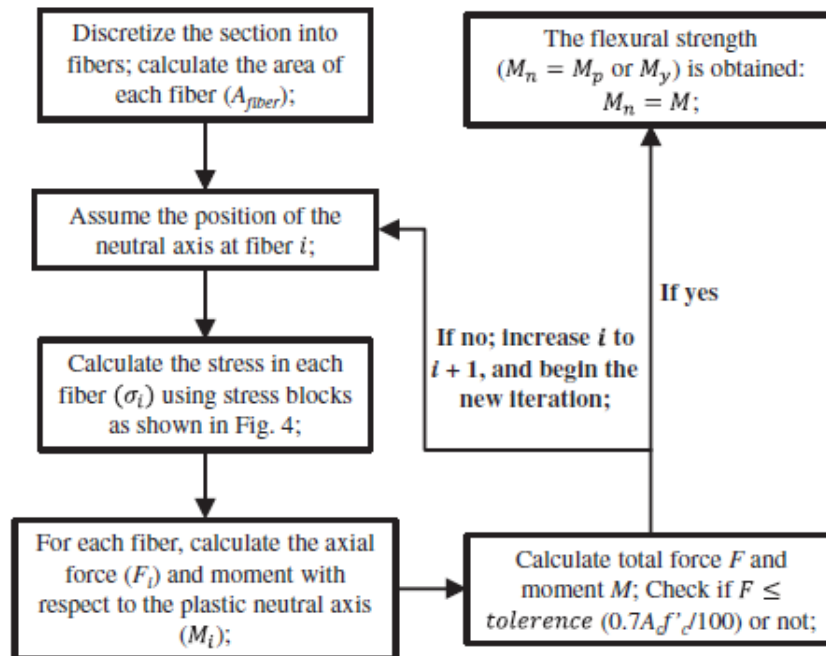 Discretize the section into
fibers; calculate the area of
each fiber (A_fiber);
Assume the position of the
neutral axis at fiber i;
Calculate the stress in each
fiber (σ_i) using stress blocks
as shown in Fig. 4;
For each fiber, calculate the axial
force (F_i) and moment with
respect to the plastic neutral axis
(M_i);
Calculate total force F and
moment M; Check if F ≤
tolerence (0.7A_cf'_c/100) or not;
If no; increase i to
i + 1, and begin the
new iteration;
If yes
The flexural strength
(M_n = M_p or M_y) is obtained:
M_n = M;